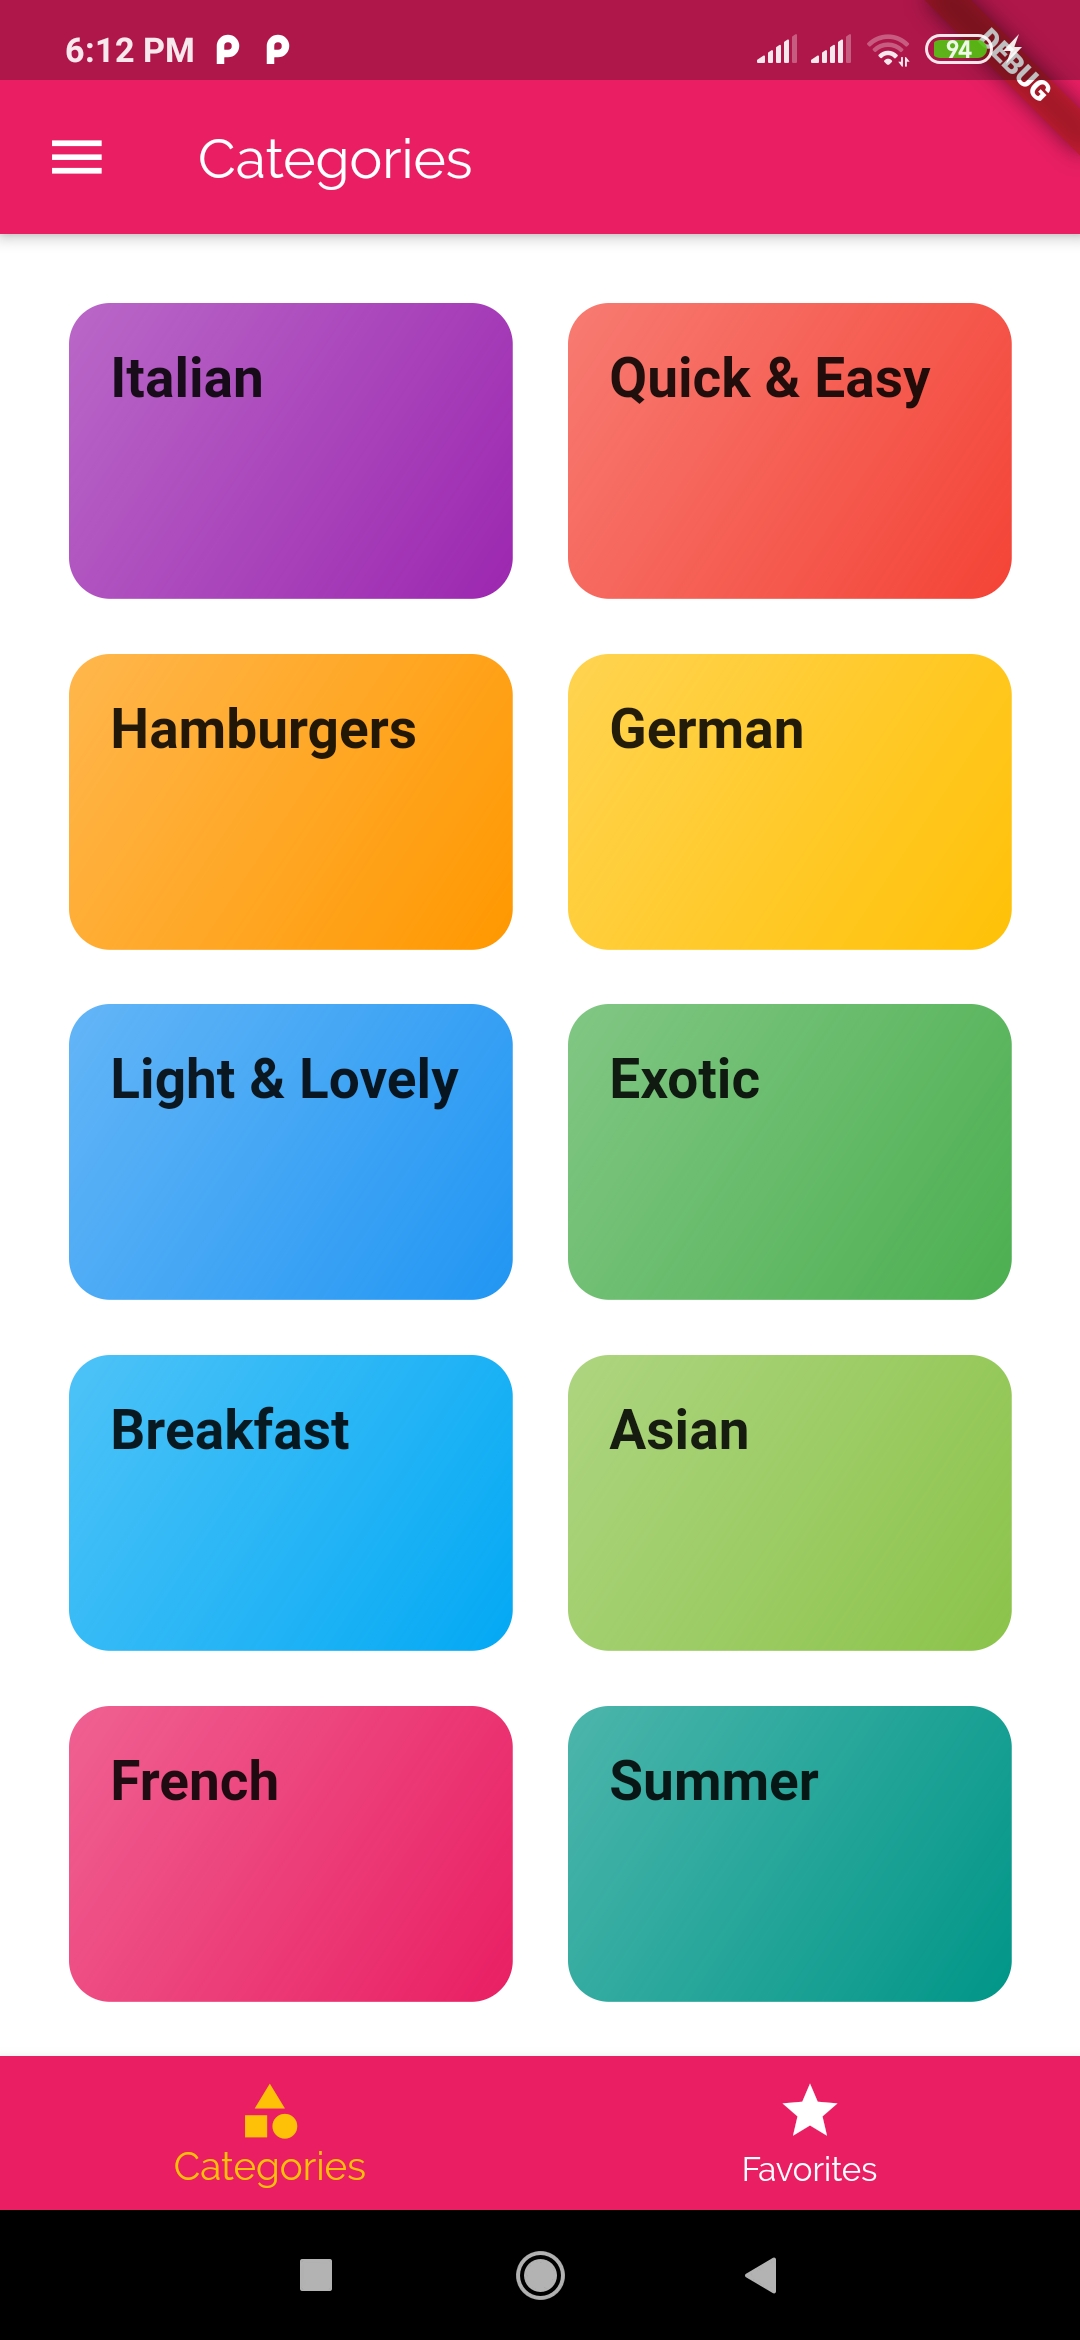 6:12 PM
94
DEBUG
Categories
Italian
Quick & Easy
Hamburgers
German
Light & Lovely
Exotic
Breakfast
Asian
French
Summer
Categories
Favorites